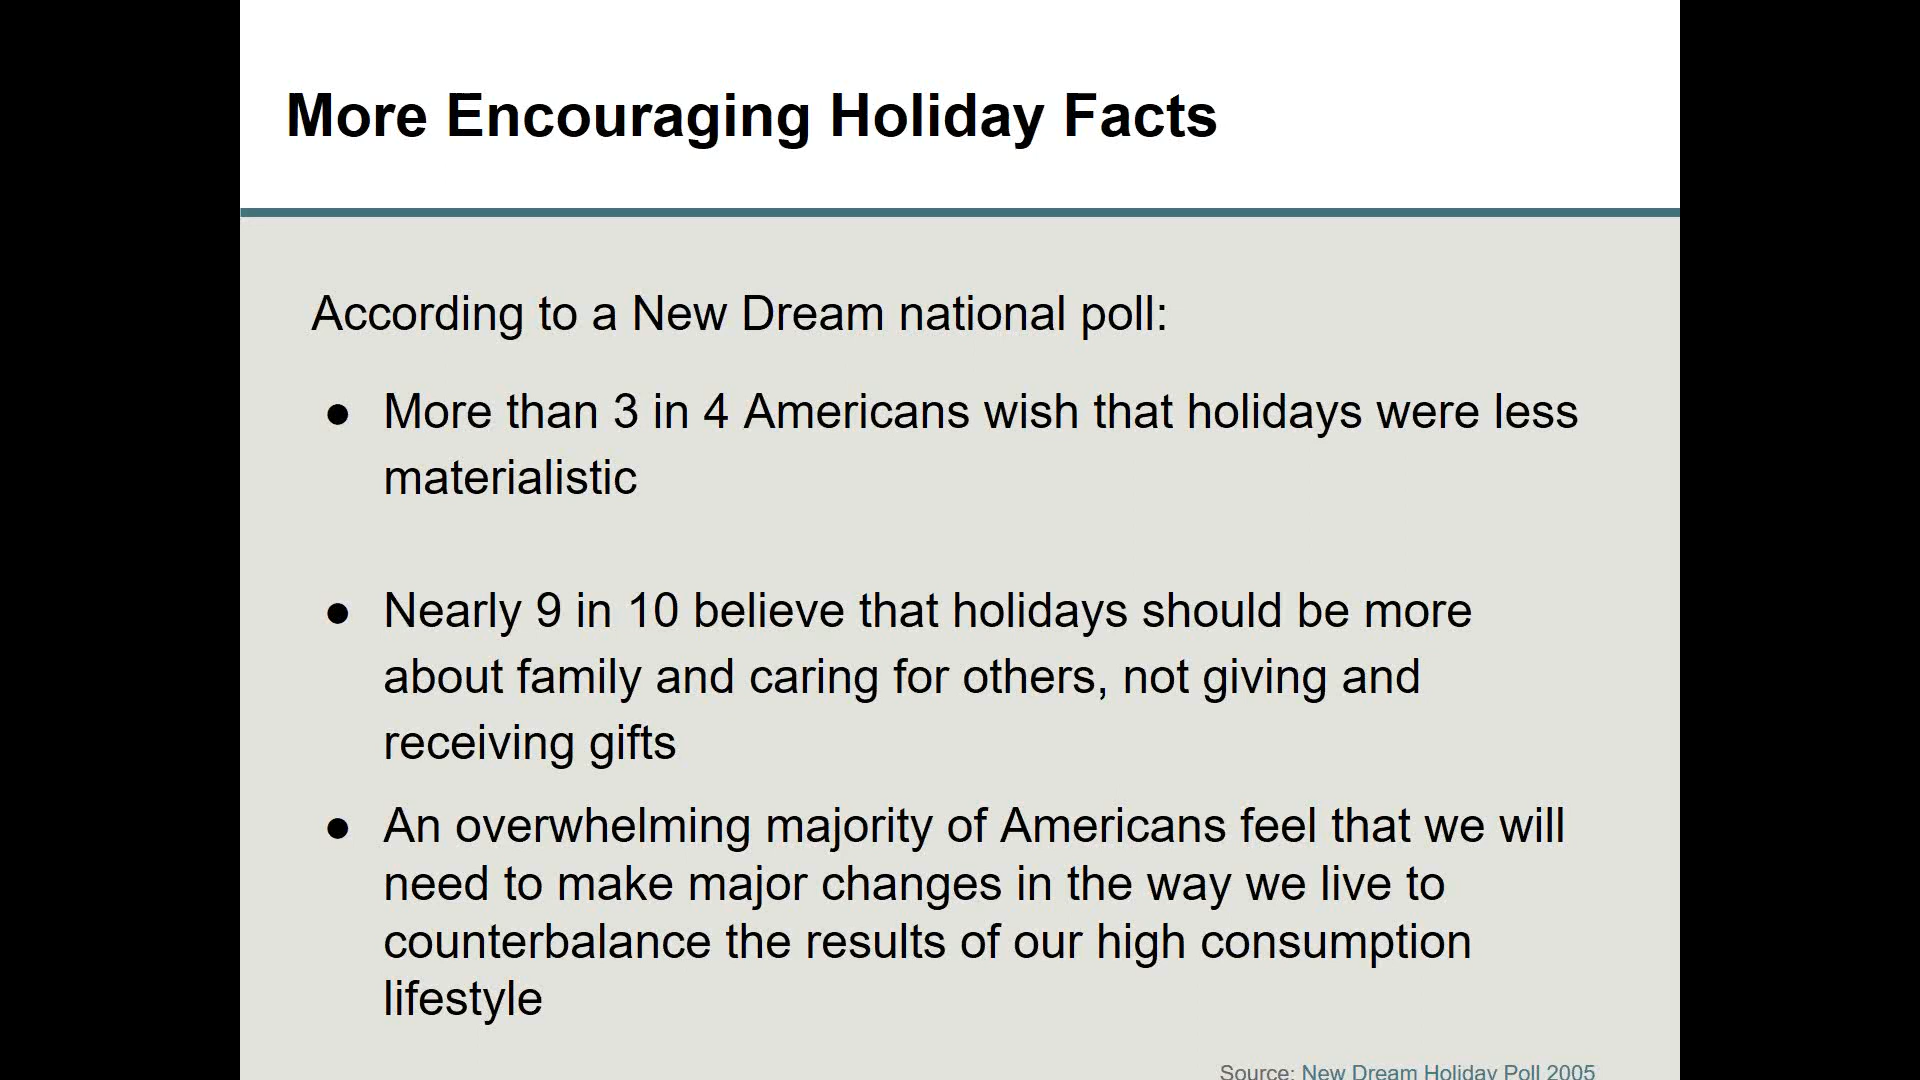 More Encouraging Holiday Facts
According to a New Dream national poll:
● More than 3 in 4 Americans wish that holidays were less
materialistic
● Nearly 9 in 10 believe that holidays should be more
about family and caring for others, not giving and
receiving gifts
● An overwhelming majority of Americans feel that we will
need to make major changes in the way we live to
counterbalance the results of our high consumption
lifestyle
Source: New Dream Holiday Poll 2005